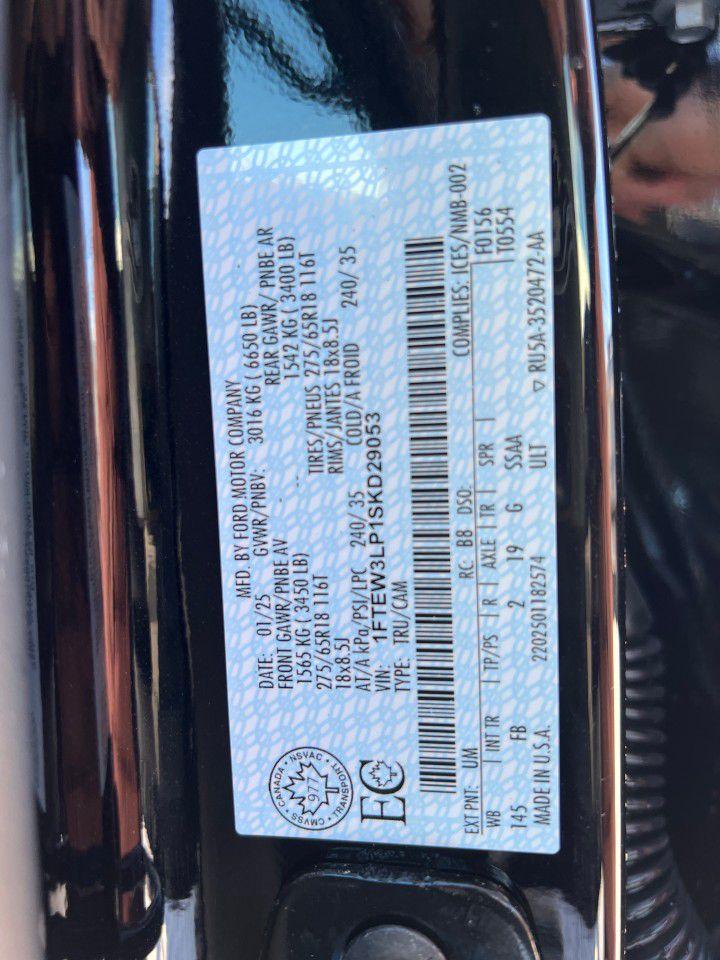 MFD. BY FORD MOTOR COMPANY
DATE: 01/25 GVWR/PNBV: 3016 KG ( 6650 LB)
FRONT GAWR/PNBE AV REAR GAWR/ PNBE AR
1565 KG ( 3450 LB) 1542 KG ( 3400 LB)
275/65R18 116T TIRES/PNEUS 275/65R18 116T
18x8.5J RIMS/JANTES 18x8.5J
AT/A kPa/PSI/LPC 240/ 35 COLD/A FROID 240/ 35
VIN: 1FTEW3LP1SKD29053
TYPE: TRU/CAM
CANADA • NSVAC • TRANSPORT • CMVSS •
977
EC
EXT PNT: UM RC: B8 DSO: COMPLIES: ICES/NMB-002
WB | INT TR | TP/PS | R | AXLE | TR | SPR | F0156
145 FB 2 19 G SSAA T0554
MADE IN U.S.A. 2202501182574 ULT ▽ RU5A-3520472-AA